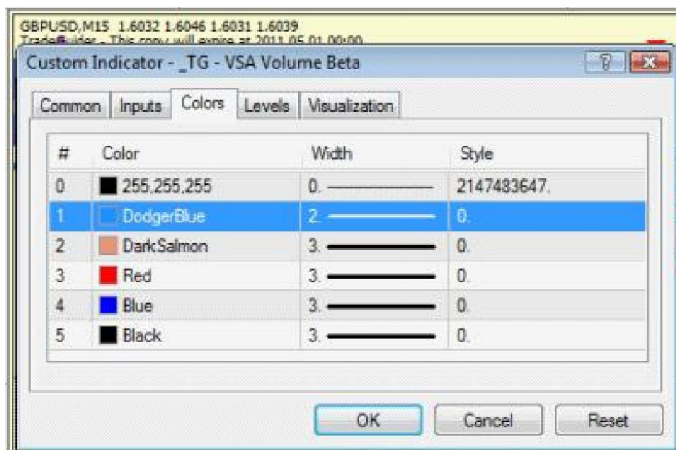 GBPUSD,M15 1.6032 1.6046 1.6031 1.6039
TradeGuider - This copy will expire at 2011.05.01 00:00
Custom Indicator - _TG - VSA Volume Beta
Common Inputs Colors Levels Visualization
# Color Width Style
0 255,255,255 0. 2147483647.
1 DodgerBlue 2. 0.
2 DarkSalmon 3. 0.
3 Red 3. 0.
4 Blue 3. 0.
5 Black 3. 0.
OK Cancel Reset